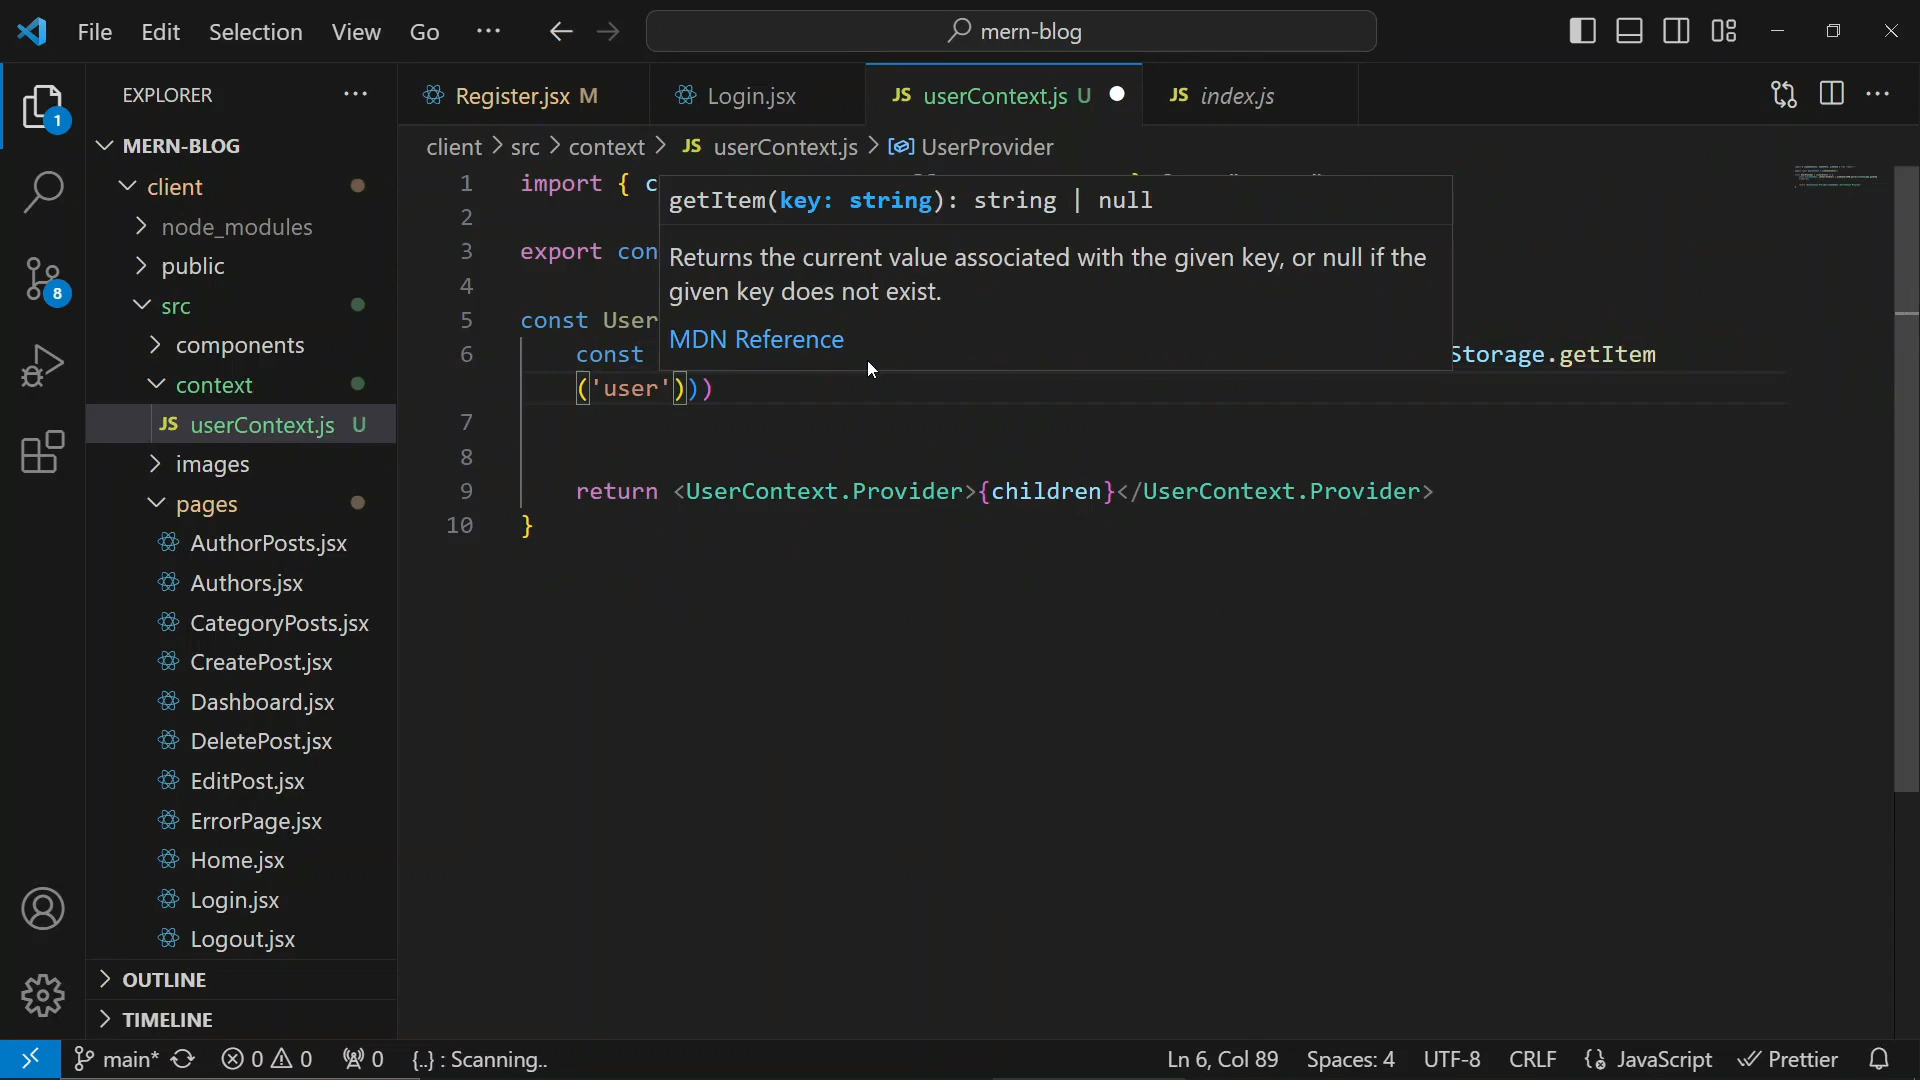 File Edit Selection View Go ··· mern-blog
EXPLORER ···
Register.jsx M
Login.jsx
JS userContext.js U
JS index.js
client > src > context > JS userContext.js > UserProvider
1
MERN-BLOG
client
node_modules
public
src
components
context
JS userContext.js U
images
pages
AuthorPosts.jsx
Authors.jsx
CategoryPosts.jsx
CreatePost.jsx
Dashboard.jsx
DeletePost.jsx
EditPost.jsx
ErrorPage.jsx
Home.jsx
Login.jsx
Logout.jsx
OUTLINE
TIMELINE
8
1 import { c
2
3 export con
4
5 const User
6 const Storage.getItem
('user')))
7
8
9 return <UserContext.Provider>{children}</UserContext.Provider>
10 }
getItem(key: string): string | null
Returns the current value associated with the given key, or null if the
given key does not exist.
MDN Reference
main* 0 0 0 {..} : Scanning.. Ln 6, Col 89 Spaces: 4 UTF-8 CRLF JavaScript Prettier